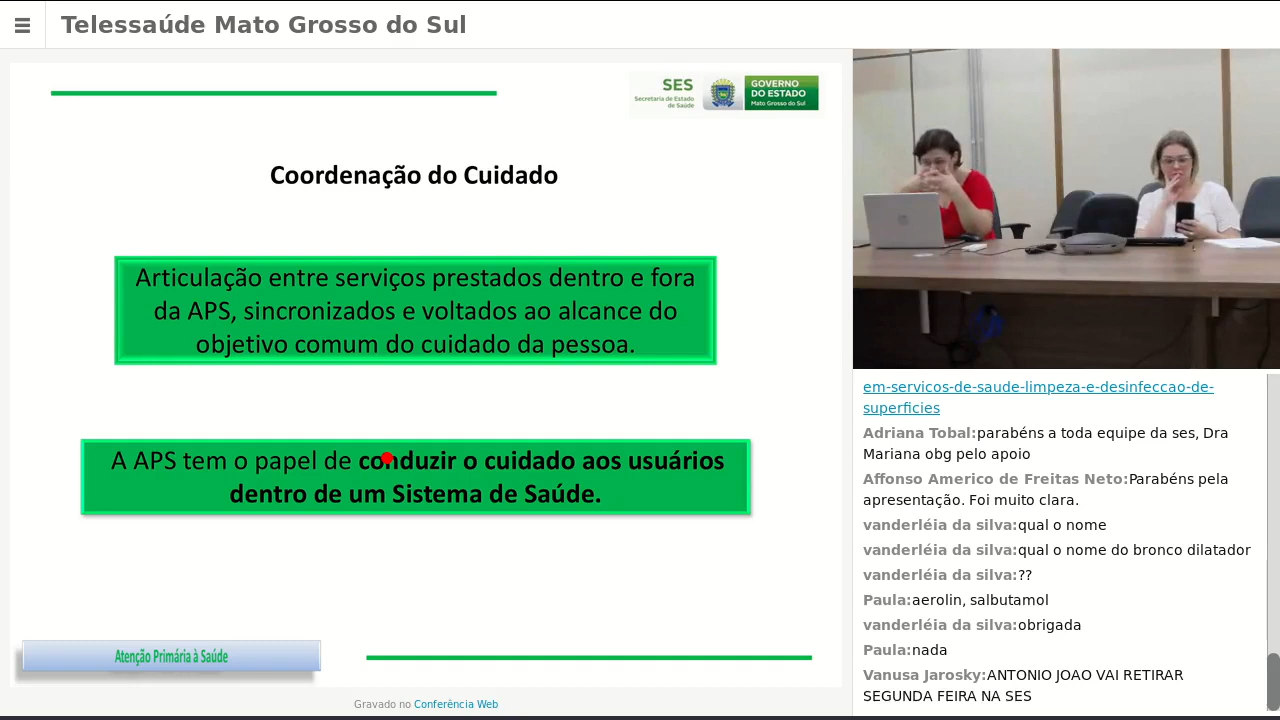 Telessaúde Mato Grosso do Sul
SES
Secretaria de Estado
de Saúde
GOVERNO
DO ESTADO
Mato Grosso do Sul
Coordenação do Cuidado
Articulação entre serviços prestados dentro e fora
da APS, sincronizados e voltados ao alcance do
objetivo comum do cuidado da pessoa.
A APS tem o papel de conduzir o cuidado aos usuários
dentro de um Sistema de Saúde.
Atenção Primária à Saúde
Gravado no Conferência Web
em-servicos-de-saude-limpeza-e-desinfeccao-de-
superficies
Adriana Tobal:parabéns a toda equipe da ses, Dra
Mariana obg pelo apoio
Affonso Americo de Freitas Neto:Parabéns pela
apresentação. Foi muito clara.
vanderléia da silva:qual o nome
vanderléia da silva:qual o nome do bronco dilatador
vanderléia da silva:??
Paula:aerolin, salbutamol
vanderléia da silva:obrigada
Paula:nada
Vanusa Jarosky:ANTONIO JOAO VAI RETIRAR
SEGUNDA FEIRA NA SES